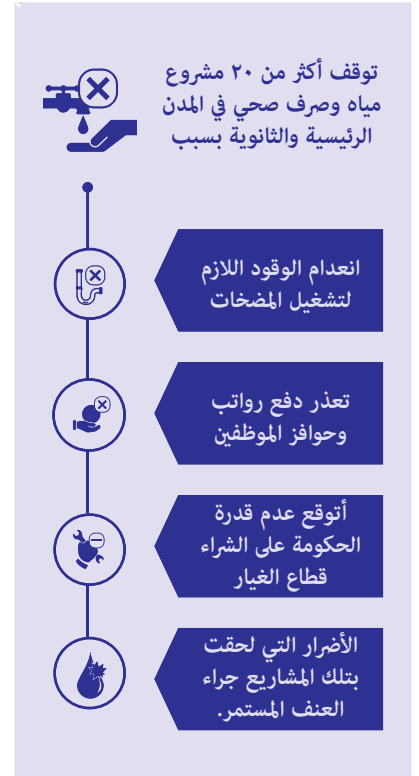 توقف أكثر من ٢٠ مشروع
مياه وصرف صحي في المدن
الرئيسية والثانوية بسبب
انعدام الوقود اللازم
لتشغيل المضخات
تعذر دفع رواتب
وحوافز الموظفين
أتوقع عدم قدرة
الحكومة على الشراء
قطاع الغيار
الأضرار التي لحقت
بتلك المشاريع جراء
العنف المستمر.